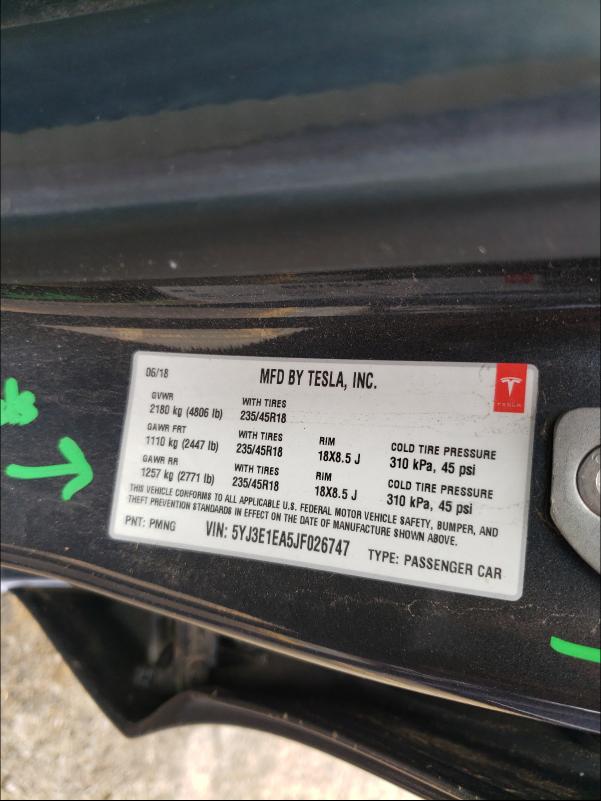 06/18 MFD BY TESLA, INC. TESLA
GVWR WITH TIRES
2180 kg (4806 lb) 235/45R18
GAWR FRT WITH TIRES RIM COLD TIRE PRESSURE
1110 kg (2447 lb) 235/45R18 18X8.5 J 310 kPa, 45 psi
GAWR RR WITH TIRES RIM COLD TIRE PRESSURE
1257 kg (2771 lb) 235/45R18 18X8.5 J 310 kPa, 45 psi
THIS VEHICLE CONFORMS TO ALL APPLICABLE U.S. FEDERAL MOTOR VEHICLE SAFETY, BUMPER, AND
THEFT PREVENTION STANDARDS IN EFFECT ON THE DATE OF MANUFACTURE SHOWN ABOVE.
PNT: PMNG VIN: 5YJ3E1EA5JF026747 TYPE: PASSENGER CAR